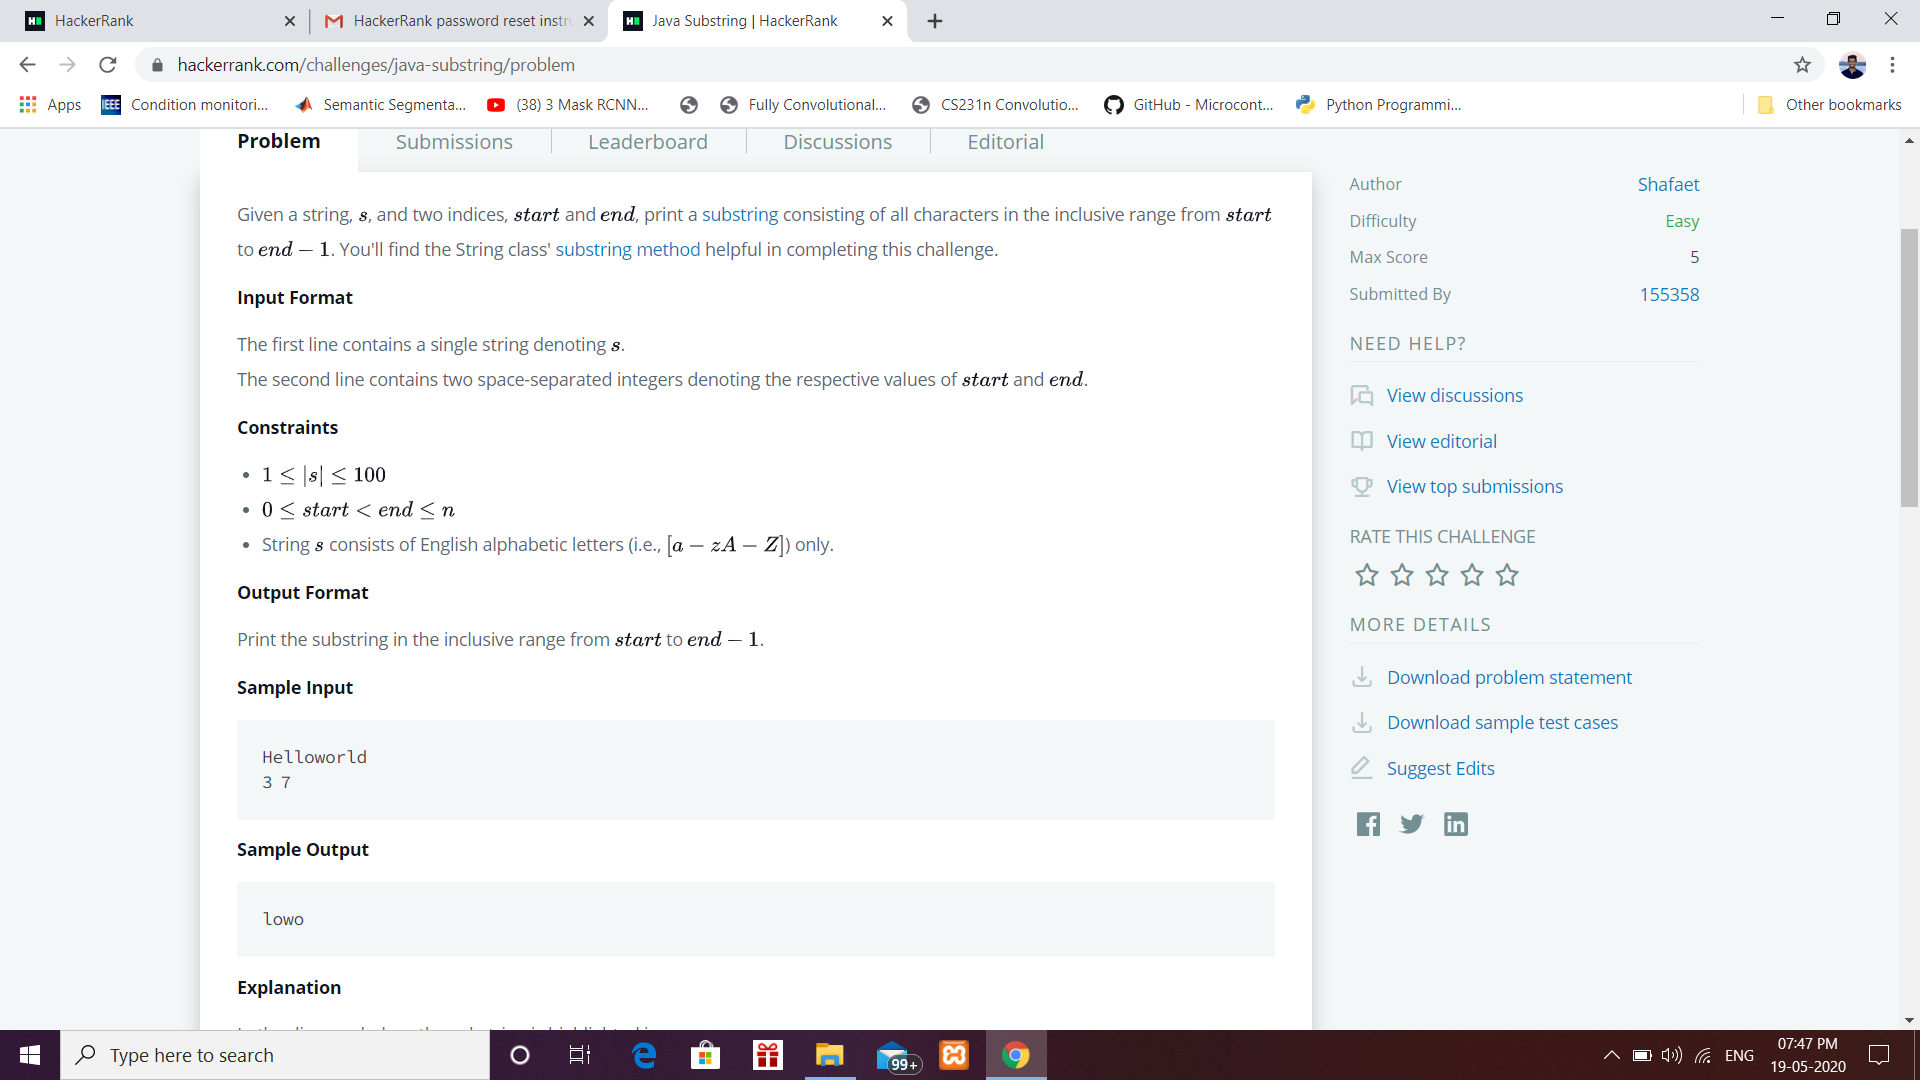 HackerRank
HackerRank password reset instru
Java Substring | HackerRank
hackerrank.com/challenges/java-substring/problem
Apps
IEEE
Condition monitori...
Semantic Segmenta...
(38) 3 Mask RCNN...
Fully Convolutional...
CS231n Convolutio...
GitHub - Microcont...
Python Programmi...
Other bookmarks
Problem
Submissions
Leaderboard
Discussions
Editorial
Given a string, s, and two indices, start and end, print a substring consisting of all characters in the inclusive range from start
to end − 1. You'll find the String class' substring method helpful in completing this challenge.
Input Format
The first line contains a single string denoting s.
The second line contains two space-separated integers denoting the respective values of start and end.
Constraints
• 1 ≤ |s| ≤ 100
• 0 ≤ start < end ≤ n
• String s consists of English alphabetic letters (i.e., [a − zA − Z]) only.
Output Format
Print the substring in the inclusive range from start to end − 1.
Sample Input
Helloworld
3 7
Sample Output
lowo
Explanation
Author
Shafaet
Difficulty
Easy
Max Score
5
Submitted By
155358
NEED HELP?
View discussions
View editorial
View top submissions
RATE THIS CHALLENGE
MORE DETAILS
Download problem statement
Download sample test cases
Suggest Edits
Type here to search
99+
ENG
07:47 PM
19-05-2020